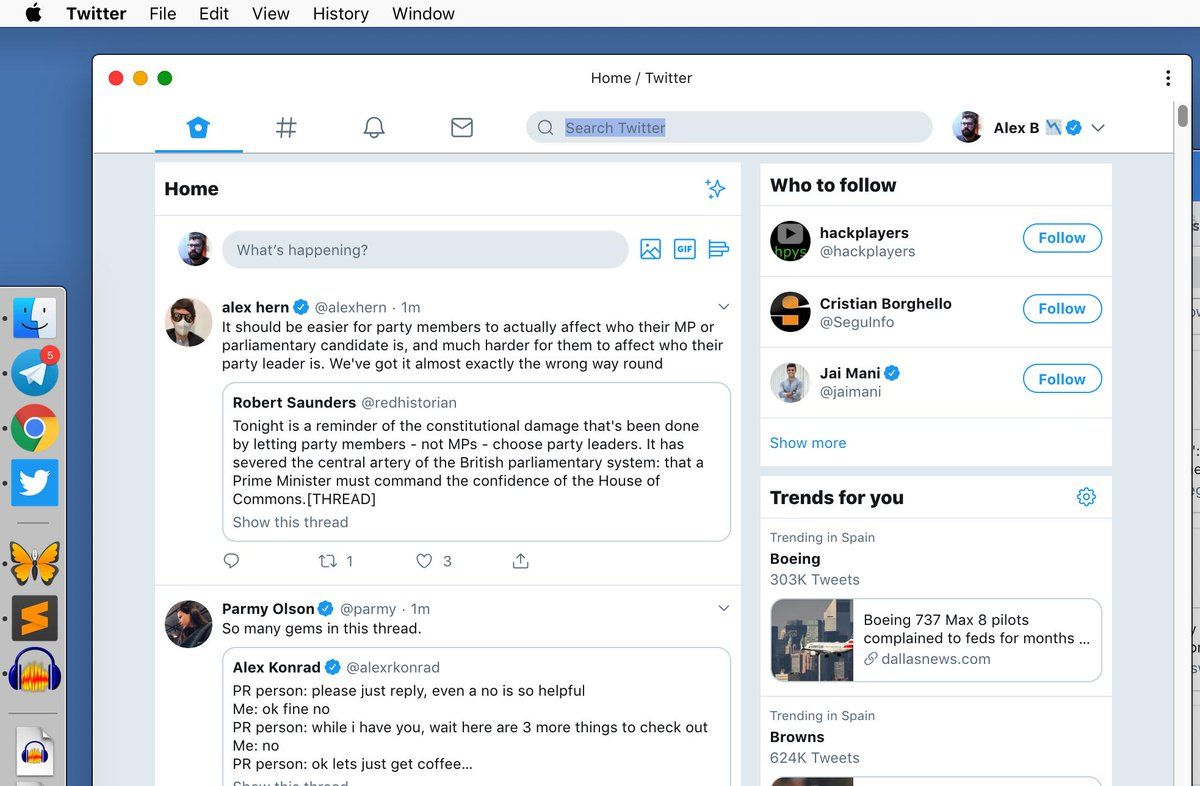 Twitter File Edit View History Window
Home / Twitter
Search Twitter
Alex B
Home
What's happening?
GIF
alex hern @alexhern · 1m
It should be easier for party members to actually affect who their MP or
parliamentary candidate is, and much harder for them to affect who their
party leader is. We've got it almost exactly the wrong way round
Robert Saunders @redhistorian
Tonight is a reminder of the constitutional damage that's been done
by letting party members - not MPs - choose party leaders. It has
severed the central artery of the British parliamentary system: that a
Prime Minister must command the confidence of the House of
Commons.[THREAD]
Show this thread
1 3
Parmy Olson @parmy · 1m
So many gems in this thread.
Alex Konrad @alexrkonrad
PR person: please just reply, even a no is so helpful
Me: ok fine no
PR person: while i have you, wait here are 3 more things to check out
Me: no
PR person: ok lets just get coffee...
Show this thread
Who to follow
hpys
hackplayers
@hackplayers
Follow
Cristian Borghello
@SeguInfo
Follow
Jai Mani
@jaimani
Follow
Show more
Trends for you
Trending in Spain
Boeing
303K Tweets
Boeing 737 Max 8 pilots
complained to feds for months ...
dallasnews.com
Trending in Spain
Browns
624K Tweets
5